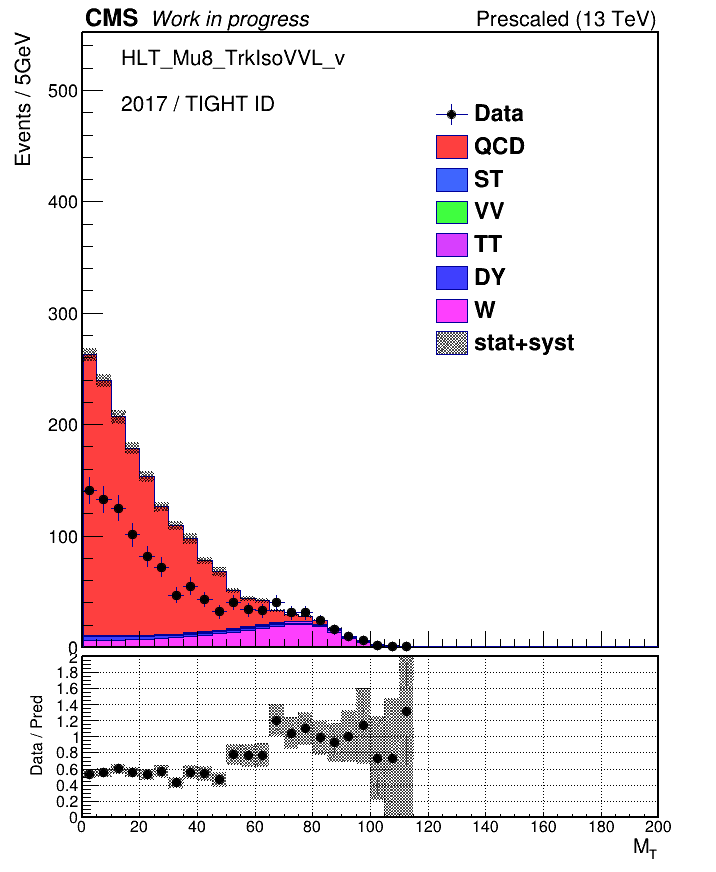 CMS Work in progress Prescaled (13 TeV)
Events / 5GeV
HLT_Mu8_TrkIsoVVL_v
2017 / TIGHT ID
Data
QCD
ST
VV
TT
DY
W
stat+syst
500
400
300
200
100
0
Data / Pred
2
1.8
1.6
1.4
1.2
1
0.8
0.6
0.4
0.2
0
0 20 40 60 80 100 120 140 160 180 200
M_T